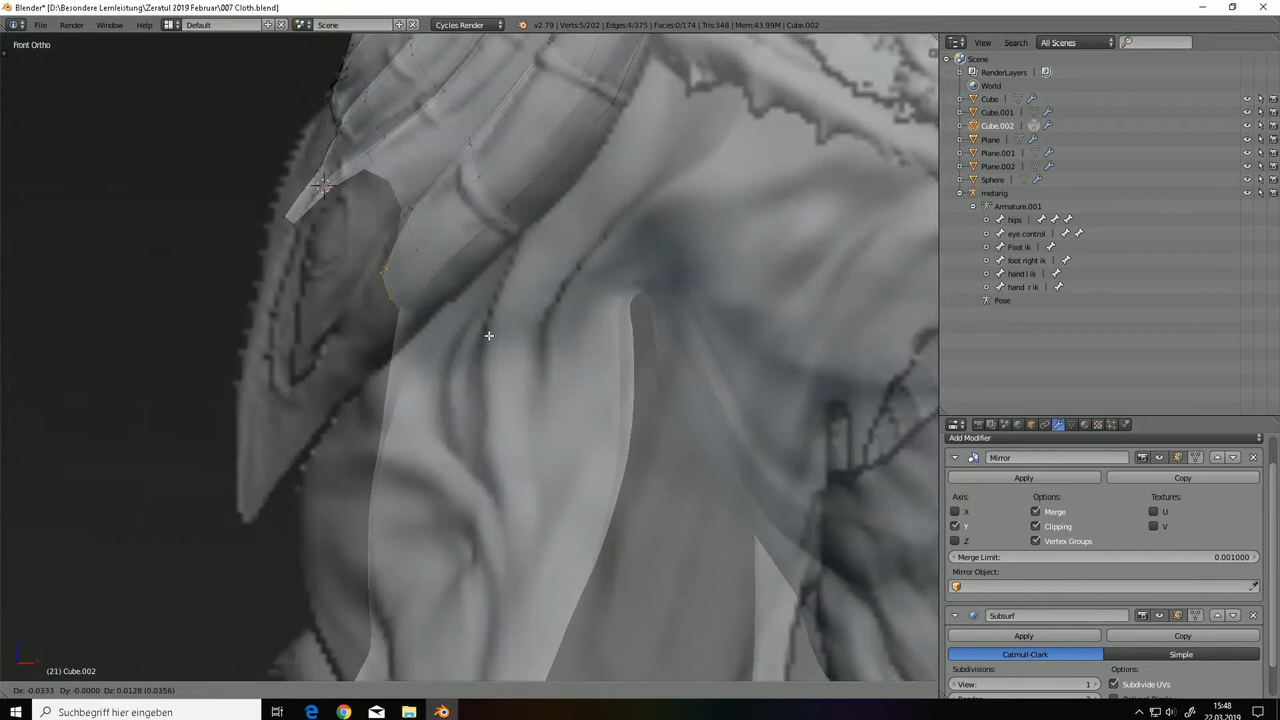 Blender* [D:\Besondere Lernleistung\Zeratul 2019 Februar\007 Cloth.blend]
File Render Window Help Default Scene Cycles Render v2.79 | Verts:5/202 | Edges:4/375 | Faces:0/174 | Tris:348 | Mem:43.99M | Cube.002
Front Ortho
View Search All Scenes
Scene
RenderLayers
World
Cube
Cube.001
Cube.002
Plane
Plane.001
Plane.002
Sphere
metarig
Armature.001
hips
eye control
Foot ik
foot right ik
hand l ik
hand r ik
Pose
Add Modifier
Mirror
Apply Copy
Axis: Options: Textures:
X Merge U
Y Clipping V
Z Vertex Groups
Merge Limit: 0.001000
Mirror Object:
Subsurf
Apply Copy
Catmull-Clark Simple
Subdivisions: Options:
View: 1 Subdivide UVs
(21) Cube.002
Dx: -0.0333 Dy: -0.0000 Dz: 0.0128 (0.0356)
Suchbegriff hier eingeben
15:48
22.03.2019